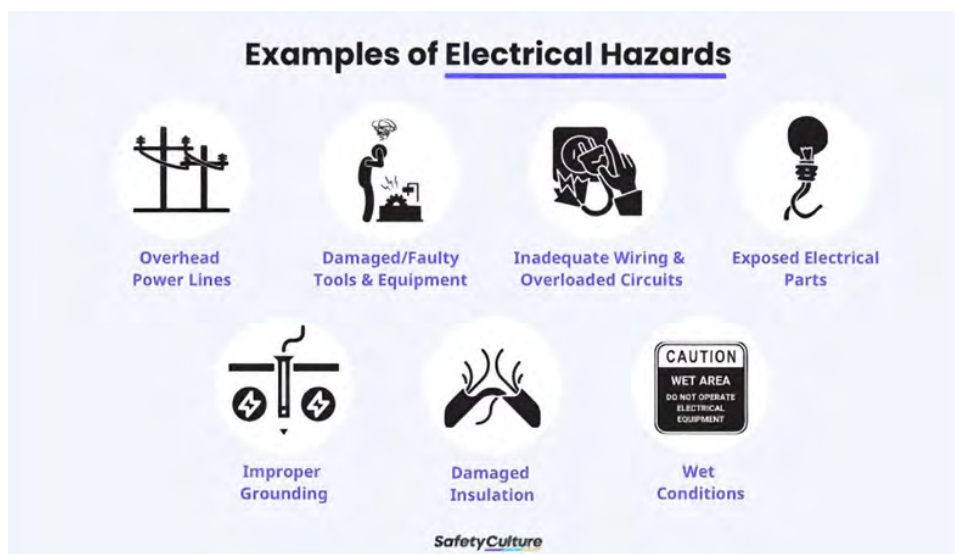 Examples of Electrical Hazards
Overhead
Power Lines
Damaged/Faulty
Tools & Equipment
Inadequate Wiring &
Overloaded Circuits
Exposed Electrical
Parts
CAUTION
WET AREA
DO NOT OPERATE
ELECTRICAL
EQUIPMENT
Improper
Grounding
Damaged
Insulation
Wet
Conditions
SafetyCulture